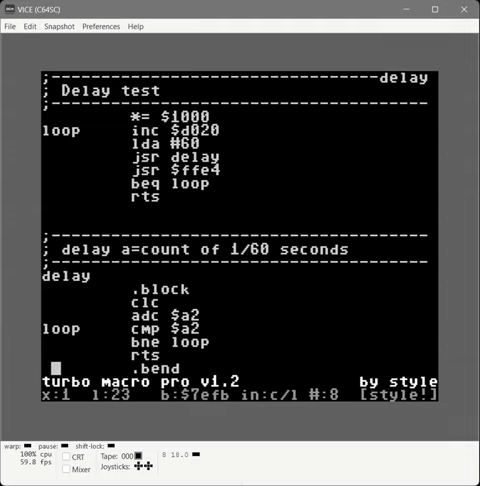 VICE (C64SC)
File Edit Snapshot Preferences Help
;---------------------------------delay
; Delay test
;--------------------------------------
*= $1000
loop inc $d020
lda #60
jsr delay
jsr $ffe4
beq loop
rts
;--------------------------------------
; delay a=count of 1/60 seconds
;--------------------------------------
delay
.block
clc
adc $a2
loop cmp $a2
bne loop
rts
.bend
turbo macro pro v1.2 by style
x:1 l:23 b:$7efb in:c/l #:8 [style!]
warp: pause: shift-lock:
100% cpu CRT Tape: 000 8 18.0
59.8 fps Mixer Joysticks: